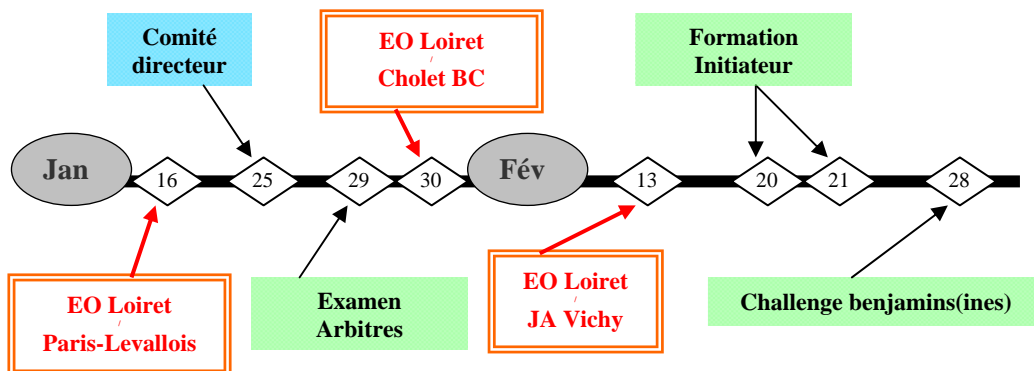 Comité
directeur
EO Loiret
/
Cholet BC
Formation
Initiateur
Jan
16
25
29
30
Fév
13
20
21
28
EO Loiret
/
Paris-Levallois
Examen
Arbitres
EO Loiret
/
JA Vichy
Challenge benjamins(ines)